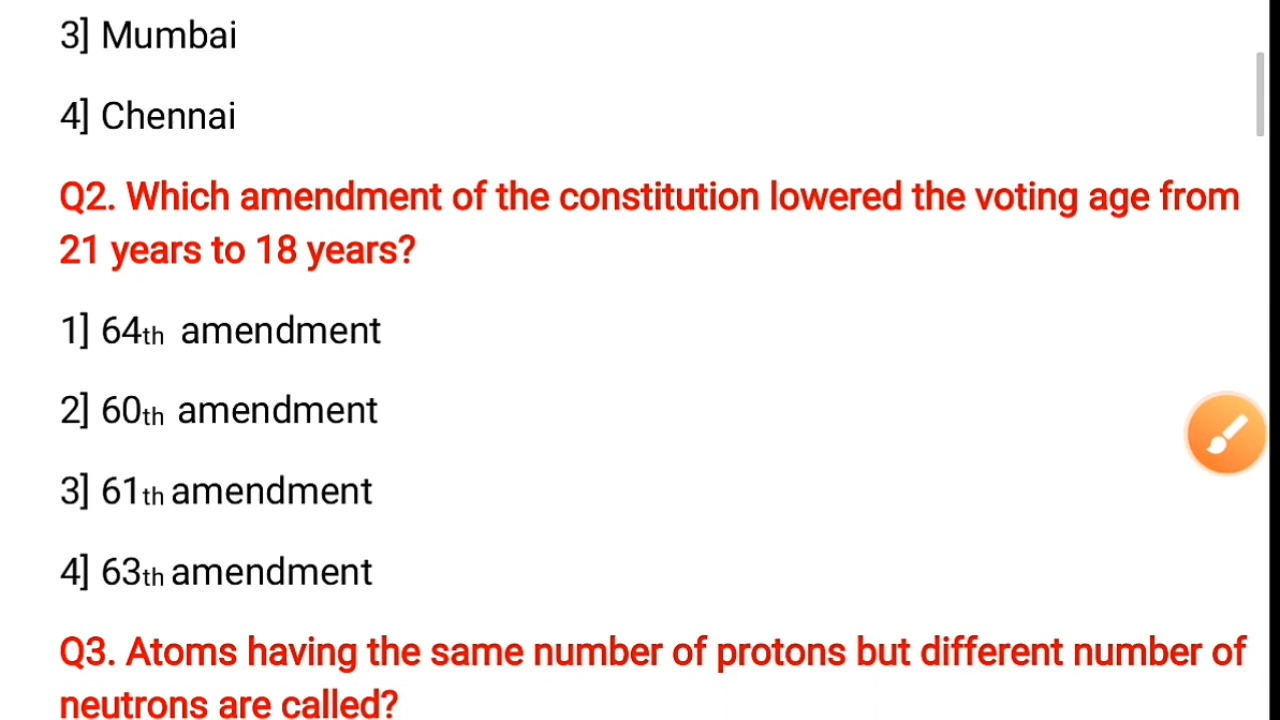 3] Mumbai
4] Chennai
Q2. Which amendment of the constitution lowered the voting age from
21 years to 18 years?
1] 64th amendment
2] 60th amendment
3] 61th amendment
4] 63th amendment
Q3. Atoms having the same number of protons but different number of
neutrons are called?